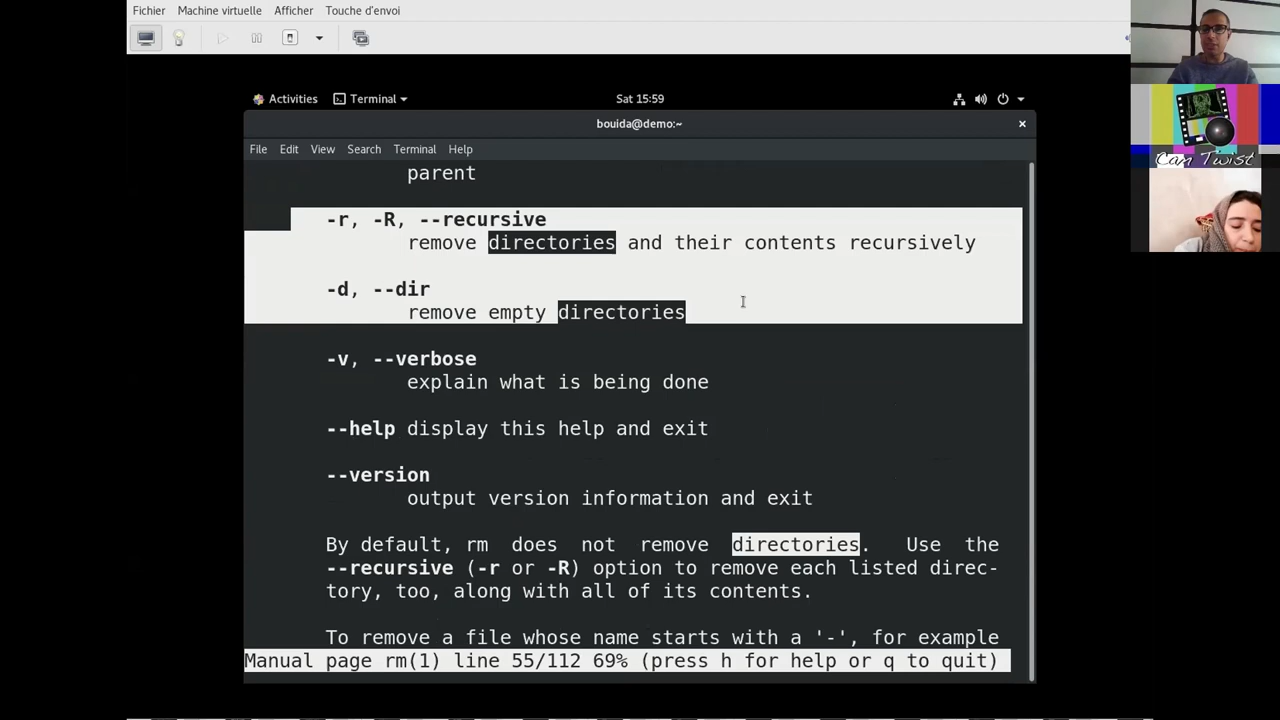 Fichier Machine virtuelle Afficher Touche d'envoi
Activities Terminal Sat 15:59
bouida@demo:~
File Edit View Search Terminal Help
parent
-r, -R, --recursive
remove directories and their contents recursively
-d, --dir
remove empty directories
-v, --verbose
explain what is being done
--help display this help and exit
--version
output version information and exit
By default, rm does not remove directories. Use the
--recursive (-r or -R) option to remove each listed direc-
tory, too, along with all of its contents.
To remove a file whose name starts with a '-', for example
Manual page rm(1) line 55/112 69% (press h for help or q to quit)
Cam Twist